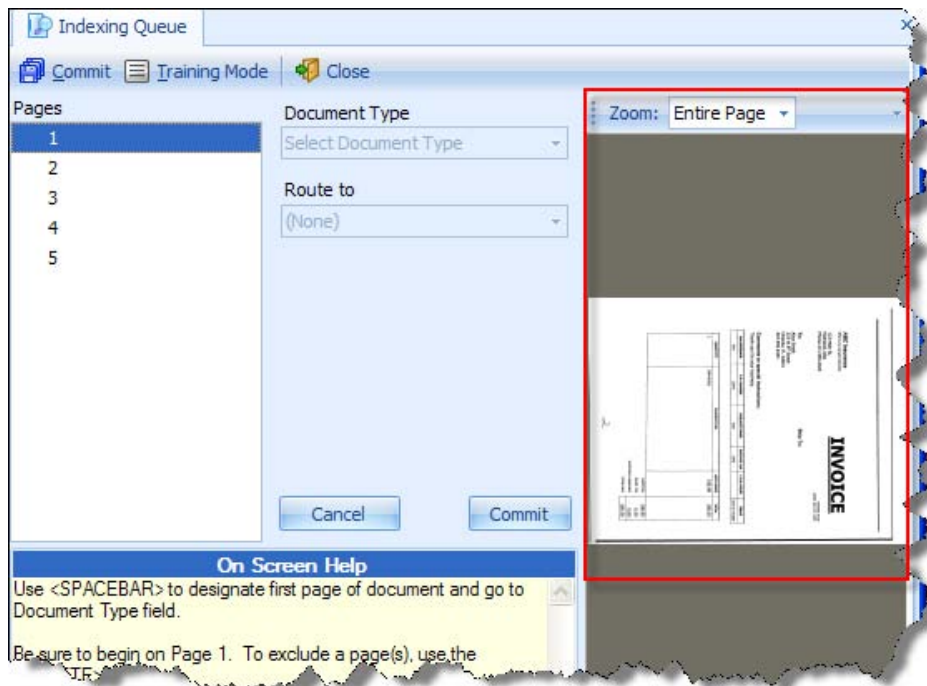 Indexing Queue
Commit Training Mode Close
Pages
1
2
3
4
5
Document Type
Select Document Type
Route to
(None)
Cancel Commit
Zoom: Entire Page
INVOICE
On Screen Help
Use <SPACEBAR> to designate first page of document and go to
Document Type field.
Be sure to begin on Page 1. To exclude a page(s), use the